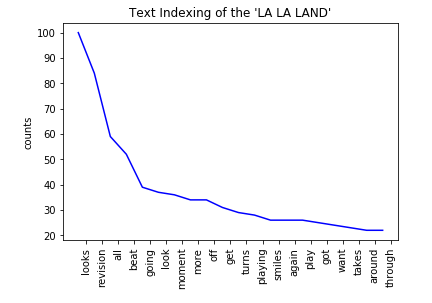 Text Indexing of the 'LA LA LAND'
100
90
80
70
60
50
40
30
20
counts
looks
revision
all
beat
going
look
moment
more
off
get
turns
playing
smiles
again
play
got
want
takes
around
through